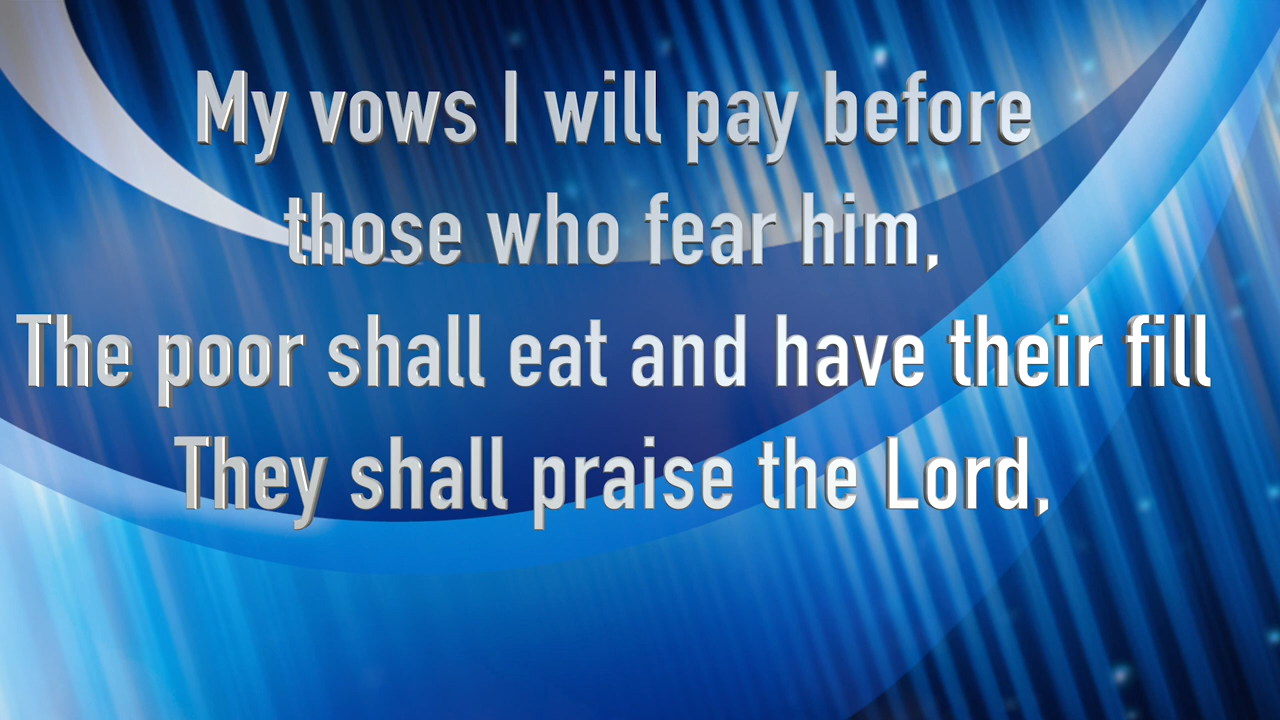 My vows I will pay before
those who fear him,
The poor shall eat and have their fill
They shall praise the Lord,